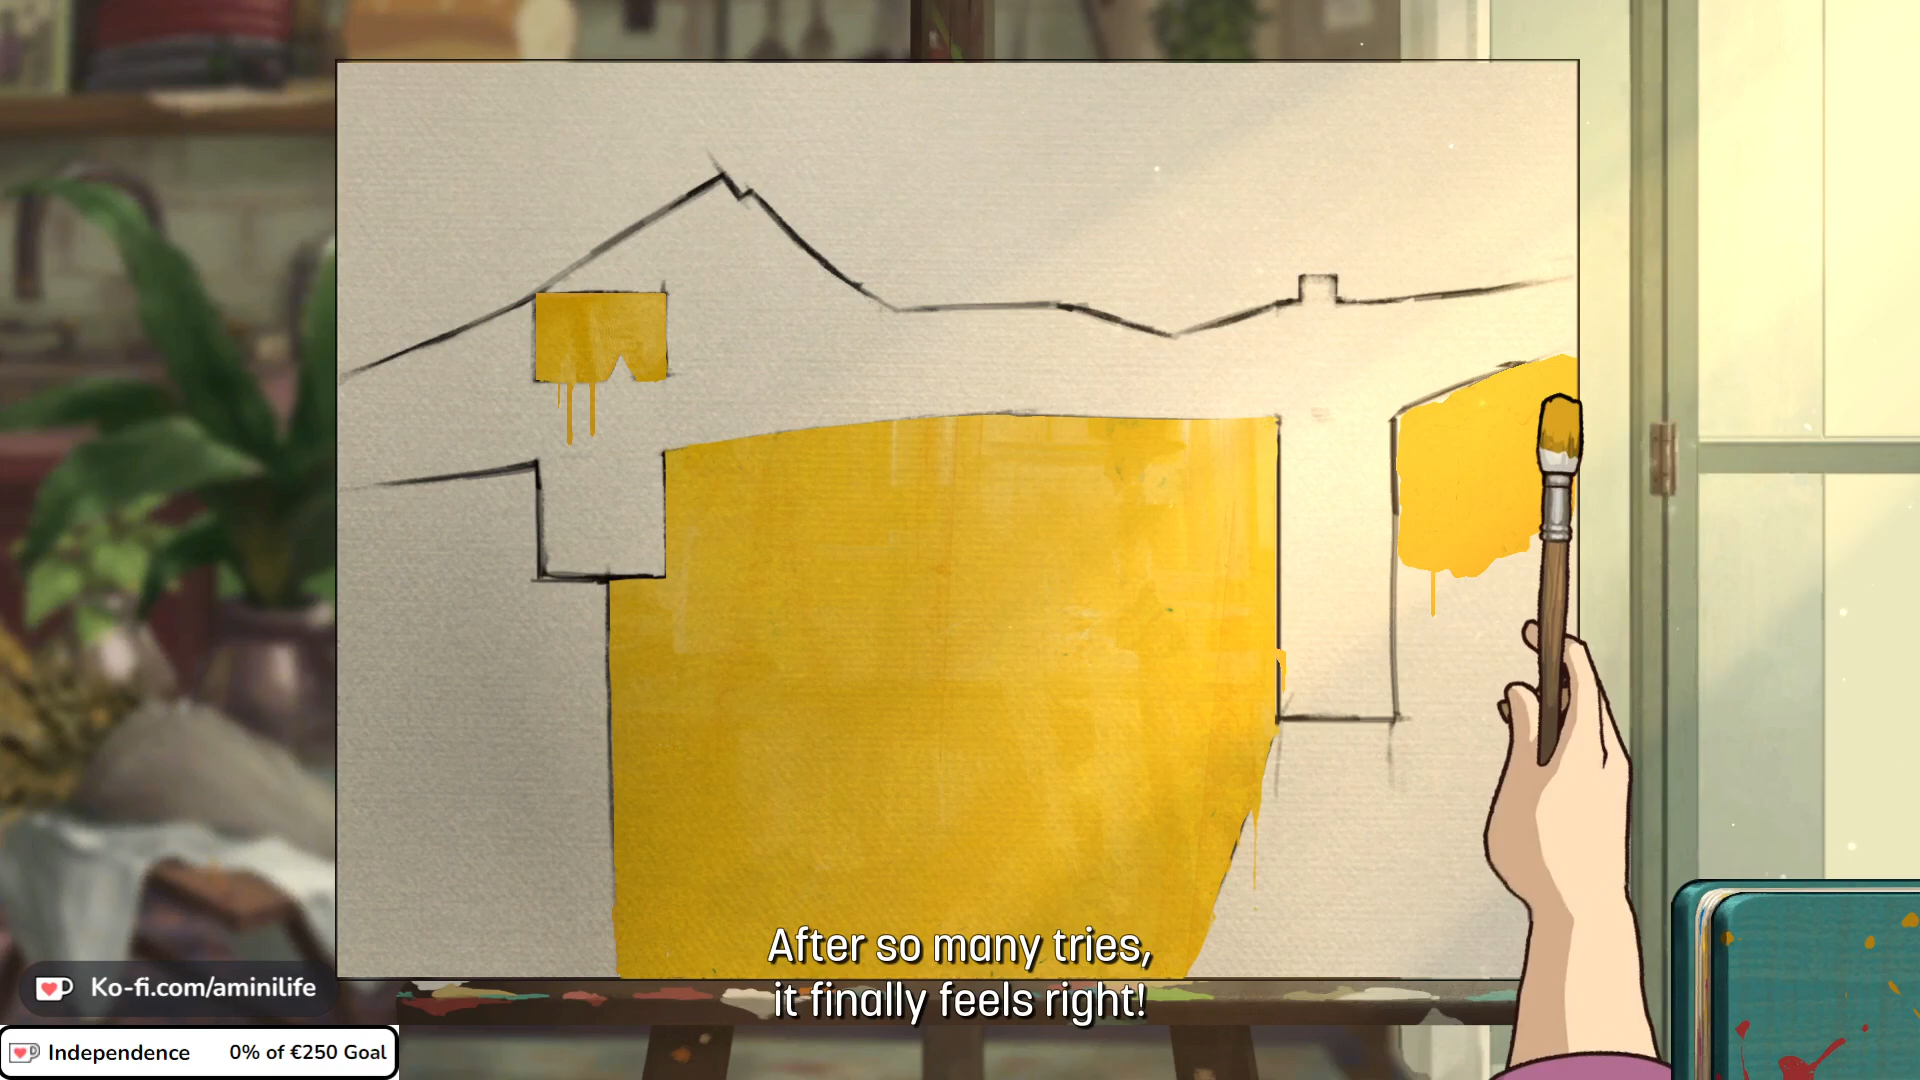 After so many tries,
it finally feels right!
Ko-fi.com/aminilife
Independence 0% of €250 Goal